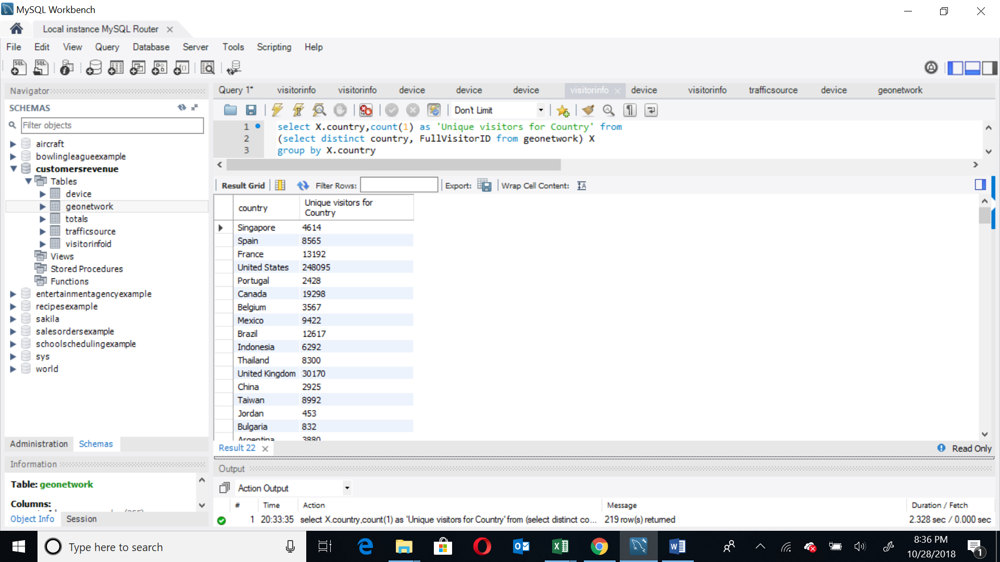 MySQL Workbench
Local instance MySQL Router
File Edit View Query Database Server Tools Scripting Help
SQL SQL
Navigator
SCHEMAS
Filter objects
aircraft
bowlingleagueexample
customersrevenue
Tables
device
geonetwork
totals
trafficsource
visitorinfoid
Views
Stored Procedures
Functions
entertainmentagencyexample
recipesexample
sakila
salesordersexample
schoolschedulingexample
sys
world
Administration Schemas
Information
Table: geonetwork
Columns:
Object Info Session
Query 1* visitorinfo visitorinfo device device device visitorinfo device visitorinfo trafficsource device geonetwork
Don't Limit
1 select X.country,count(1) as 'Unique visitors for Country' from
2 (select distinct country, FullVisitorID from geonetwork) X
3 group by X.country
Result Grid Filter Rows: Export: Wrap Cell Content:
country Unique visitors for Country
Singapore 4614
Spain 8565
France 13192
United States 248095
Portugal 2428
Canada 19298
Belgium 3567
Mexico 9422
Brazil 12617
Indonesia 6292
Thailand 8300
United Kingdom 30170
China 2925
Taiwan 8992
Jordan 453
Bulgaria 832
Argentina 3880
Result 22
Read Only
Output
Action Output
# Time Action Message Duration / Fetch
1 20:33:35 select X.country,count(1) as 'Unique visitors for Country' from (select distinct co... 219 row(s) returned 2.328 sec / 0.000 sec
Type here to search
8:36 PM
10/28/2018
1